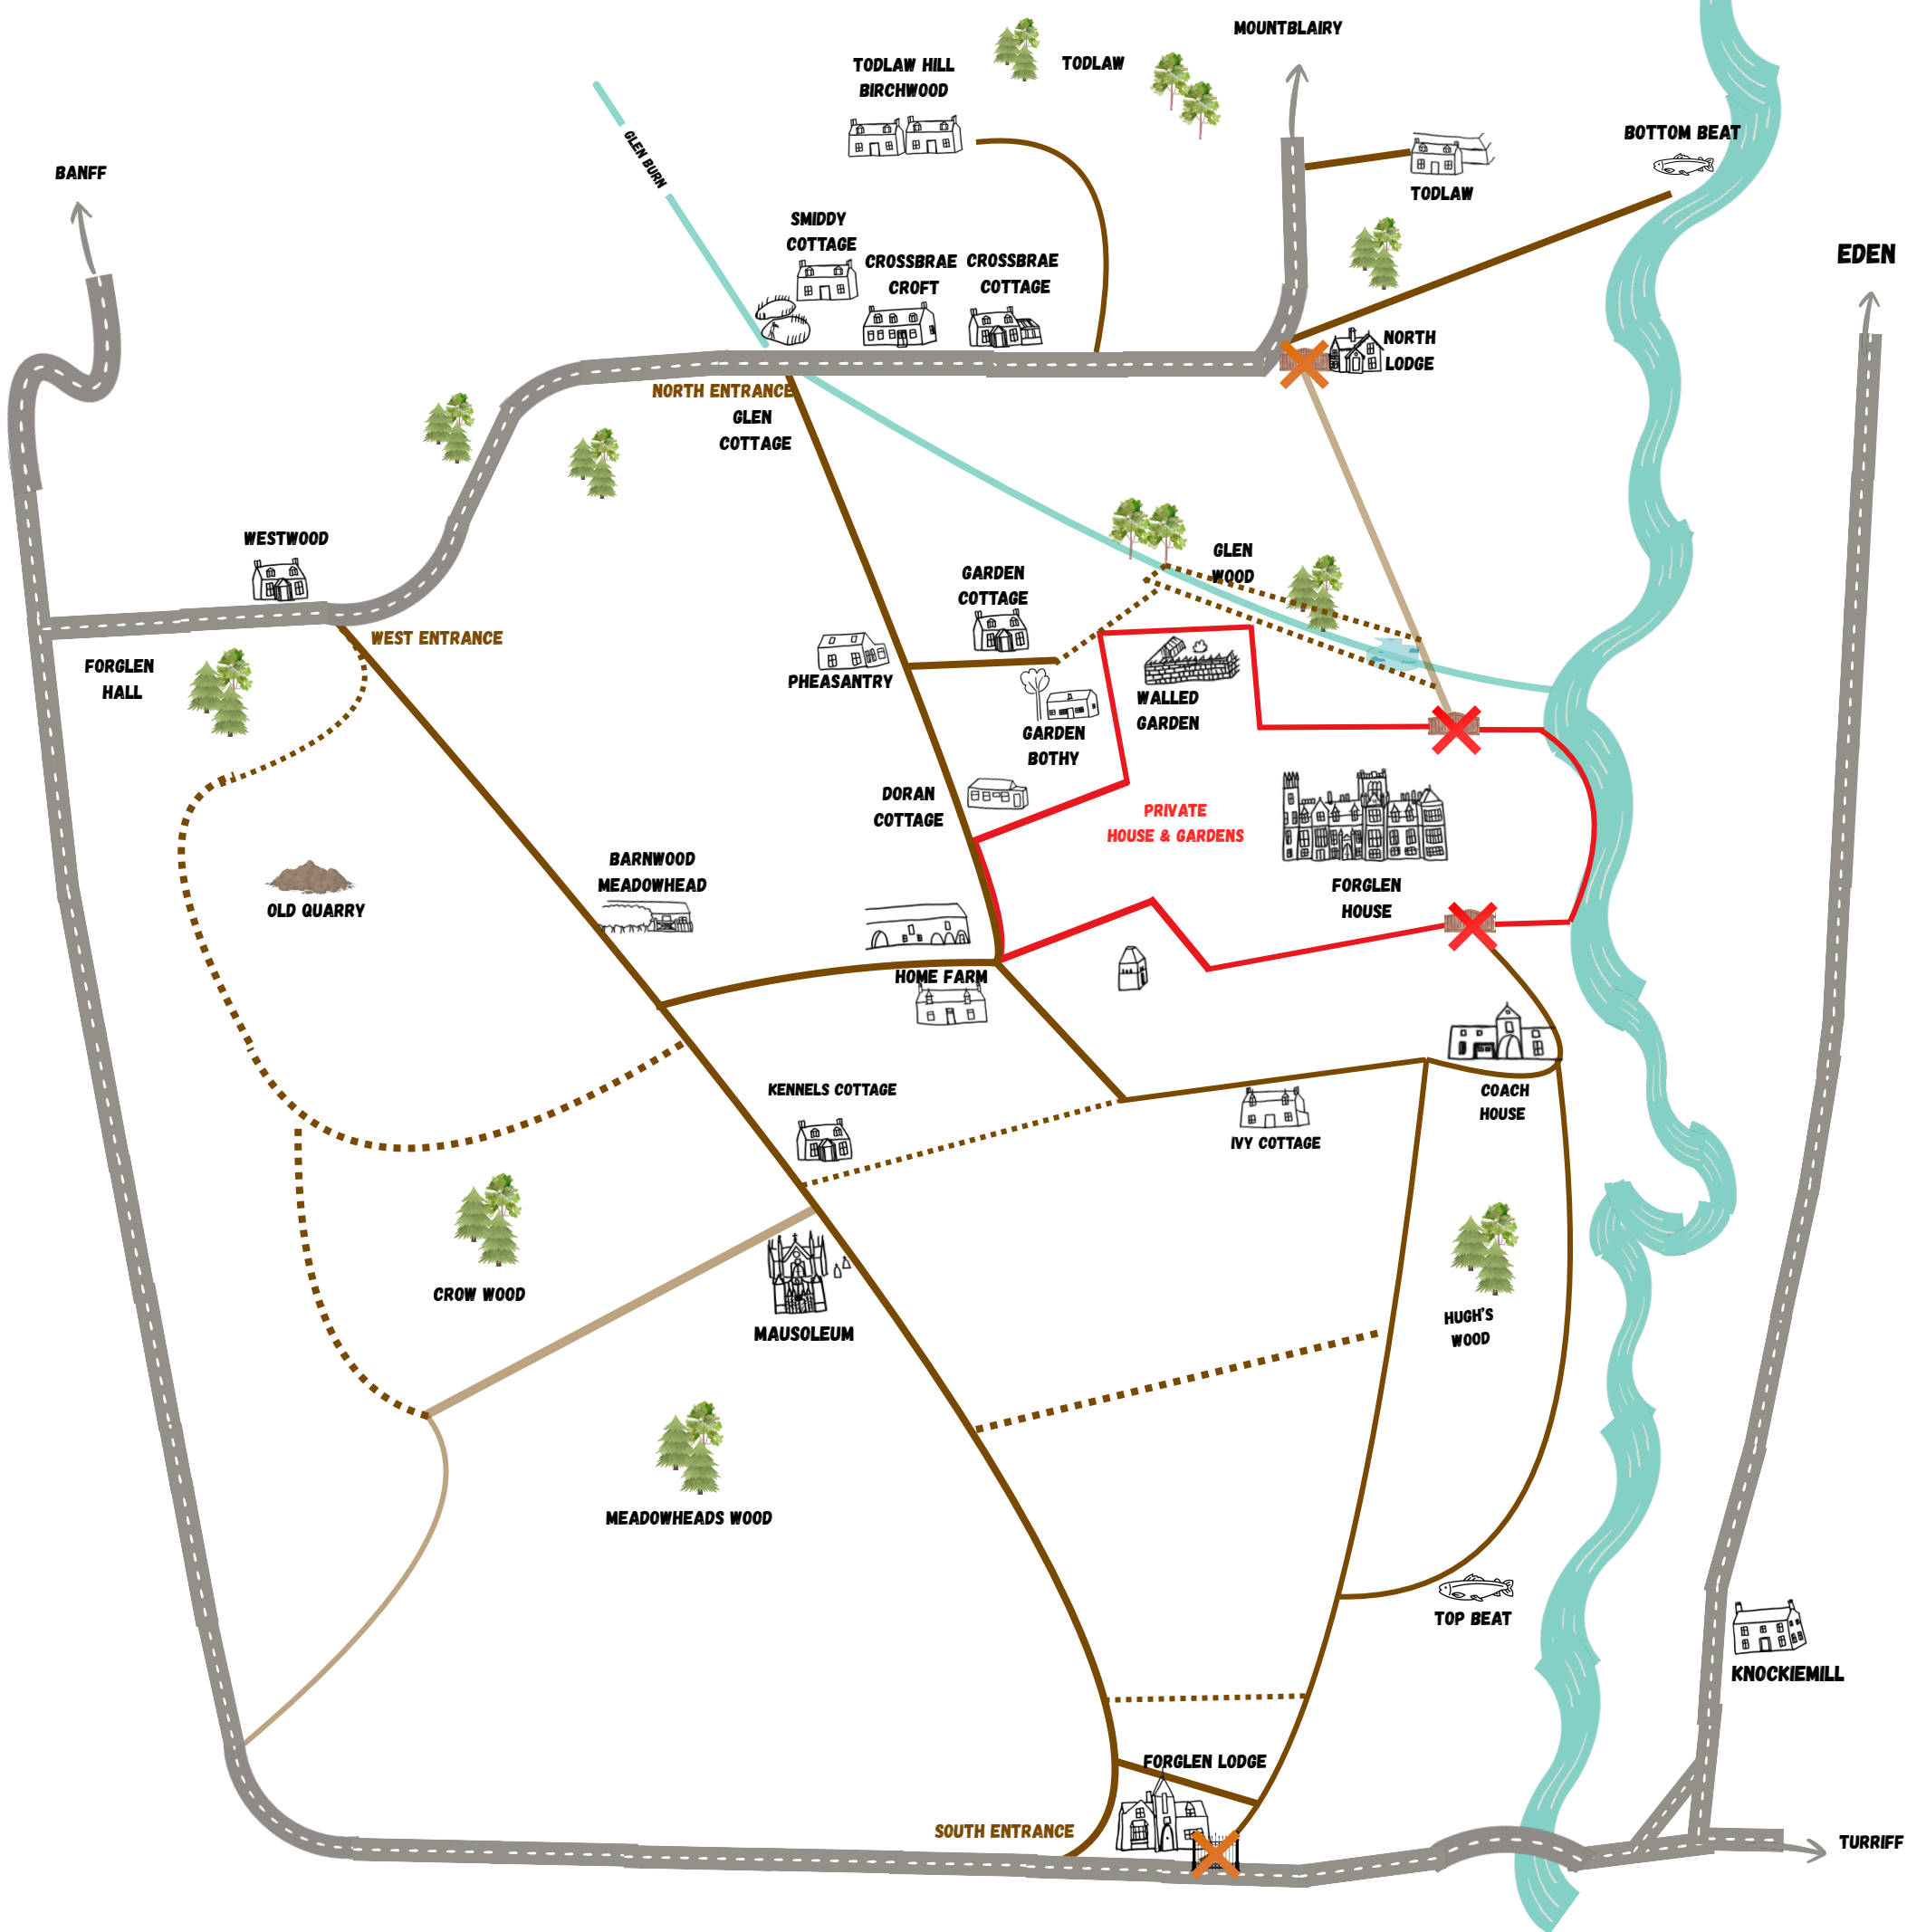 MOUNTBLAIRY
TODLAW HILL
BIRCHWOOD
TODLAW
BOTTOM BEAT
GLEN BURN
BANFF
TODLAW
SMIDDY
COTTAGE
CROSSBRAE
CROFT
CROSSBRAE
COTTAGE
EDEN
NORTH
LODGE
NORTH ENTRANCE
GLEN
COTTAGE
WESTWOOD
GLEN
WOOD
GARDEN
COTTAGE
WEST ENTRANCE
FORGLEN
HALL
PHEASANTRY
WALLED
GARDEN
GARDEN
BOTHY
DORAN
COTTAGE
PRIVATE
HOUSE & GARDENS
BARNWOOD
MEADOWHEAD
FORGLEN
HOUSE
OLD QUARRY
HOME FARM
KENNELS COTTAGE
COACH
HOUSE
IVY COTTAGE
CROW WOOD
HUGH'S
WOOD
MAUSOLEUM
MEADOWHEADS WOOD
TOP BEAT
KNOCKIEMILL
FORGLEN LODGE
SOUTH ENTRANCE
TURRIFF